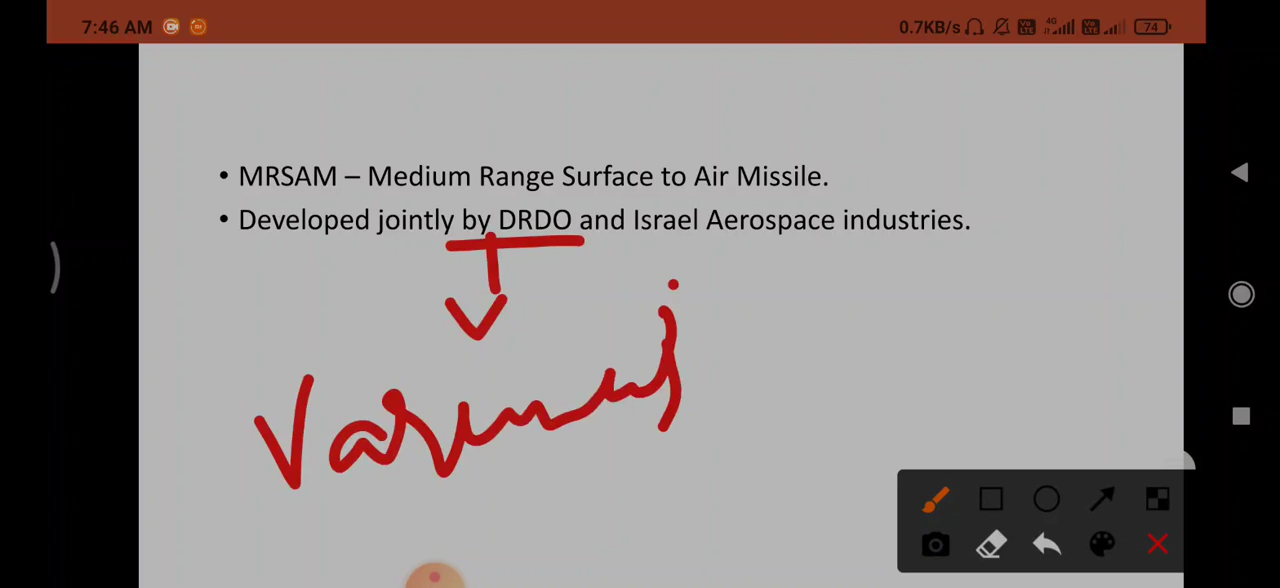 7:46 AM
0.7KB/s 4G 74
• MRSAM – Medium Range Surface to Air Missile.
• Developed jointly by DRDO and Israel Aerospace industries.